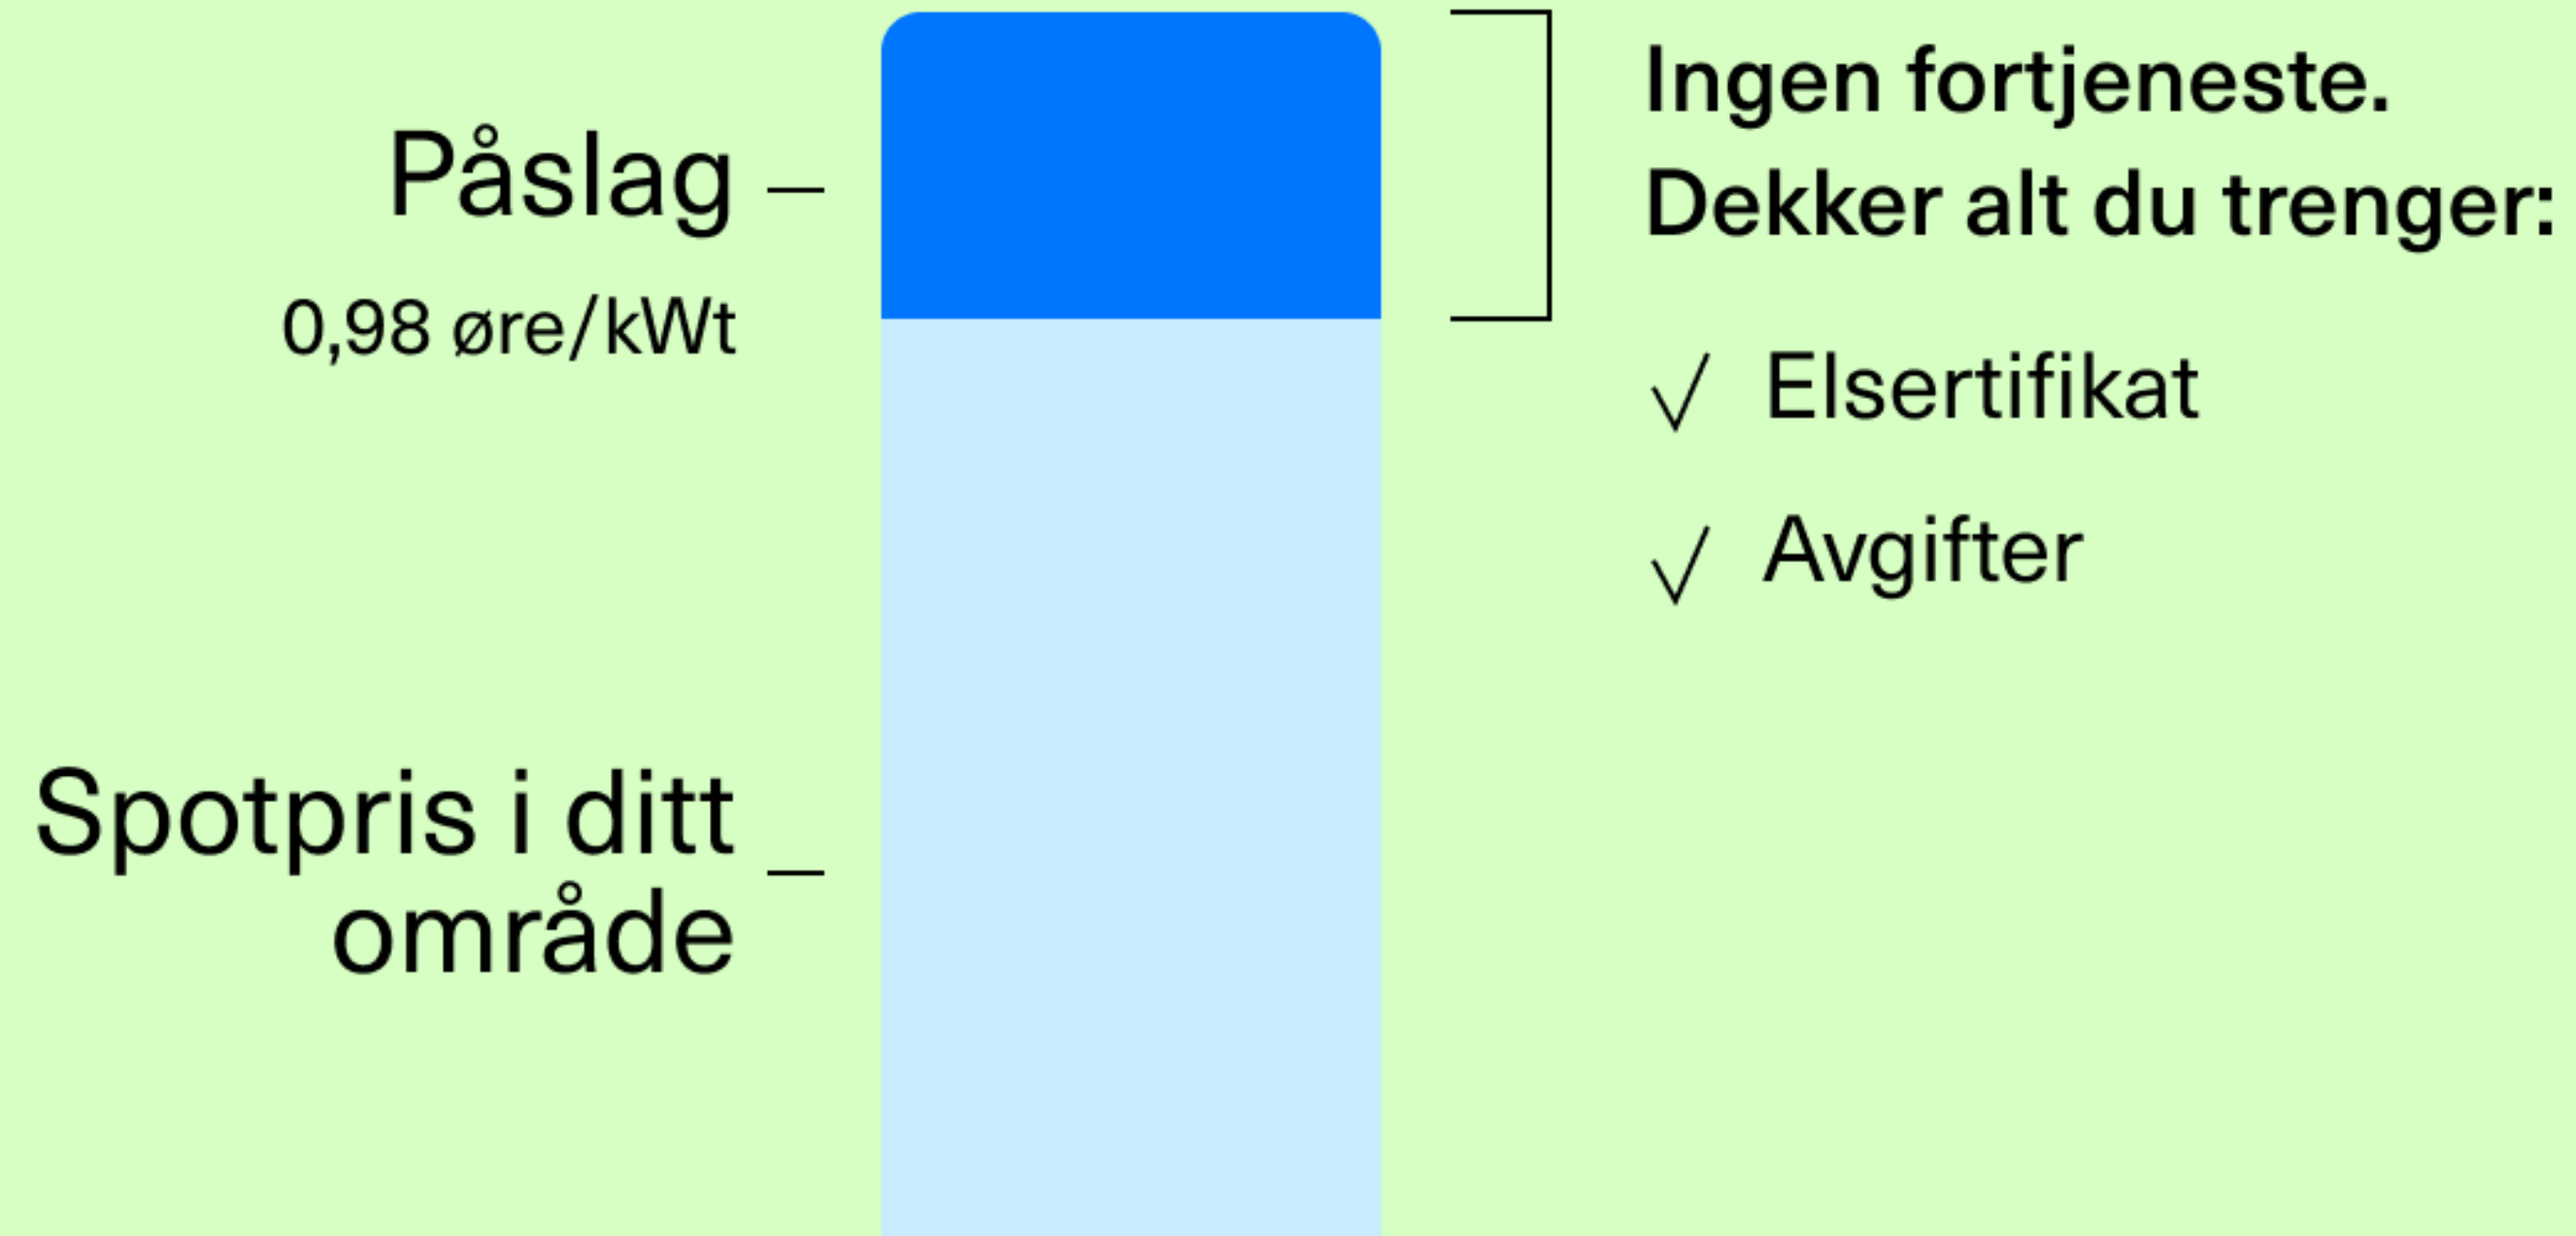 Påslag
0,98 øre/kWt
Spotpris i ditt
område
Ingen fortjeneste.
Dekker alt du trenger:
Elsertifikat
Avgifter